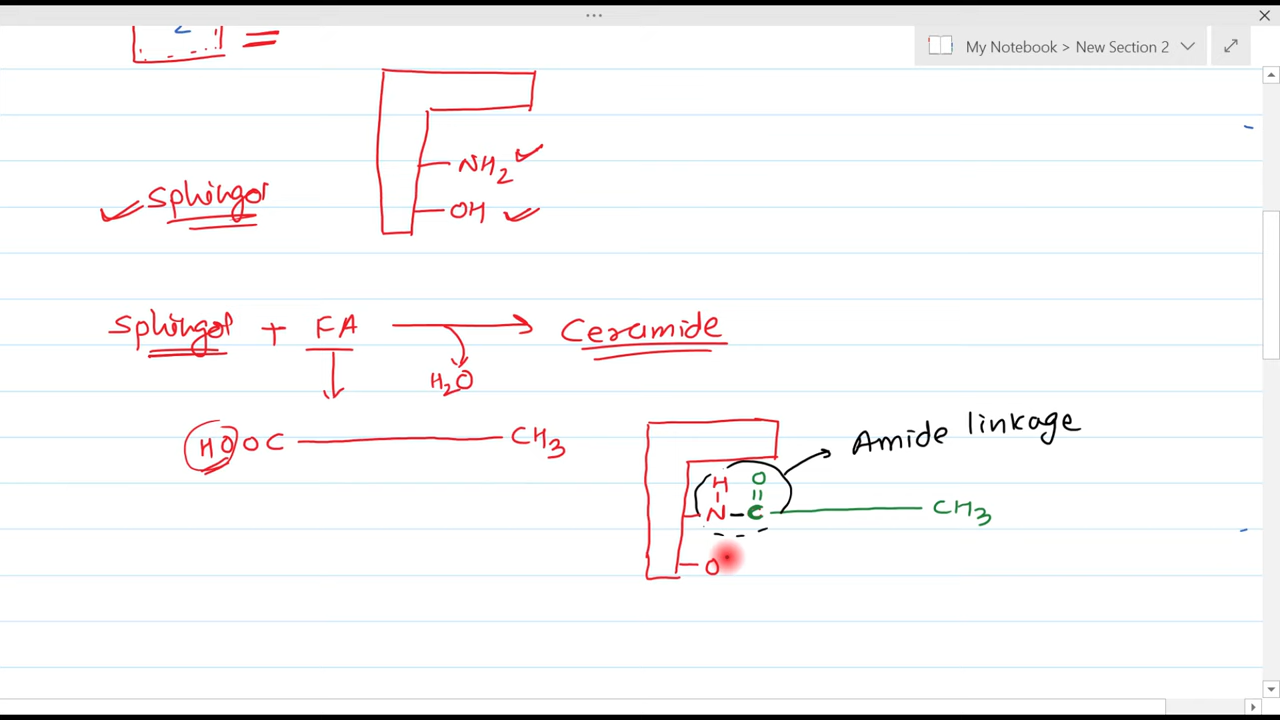 ...
My Notebook > New Section 2
=
NH2
Sphingol
OH
Sphingol + FA → Ceramide
H2O
HOOC — CH3
Amide linkage
H O
N - C — CH3
O